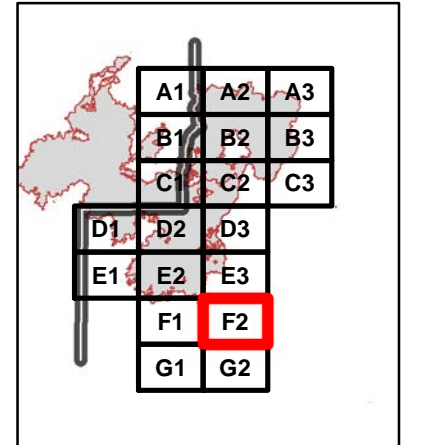 A1 A2 A3
B1 B2 B3
C1 C2 C3
D1 D2 D3
E1 E2 E3
F1 F2
G1 G2